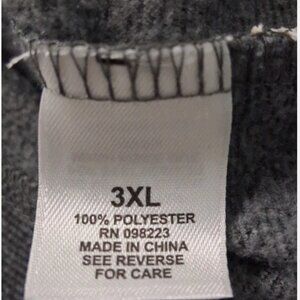 3XL
100% POLYESTER
RN 098223
MADE IN CHINA
SEE REVERSE
FOR CARE